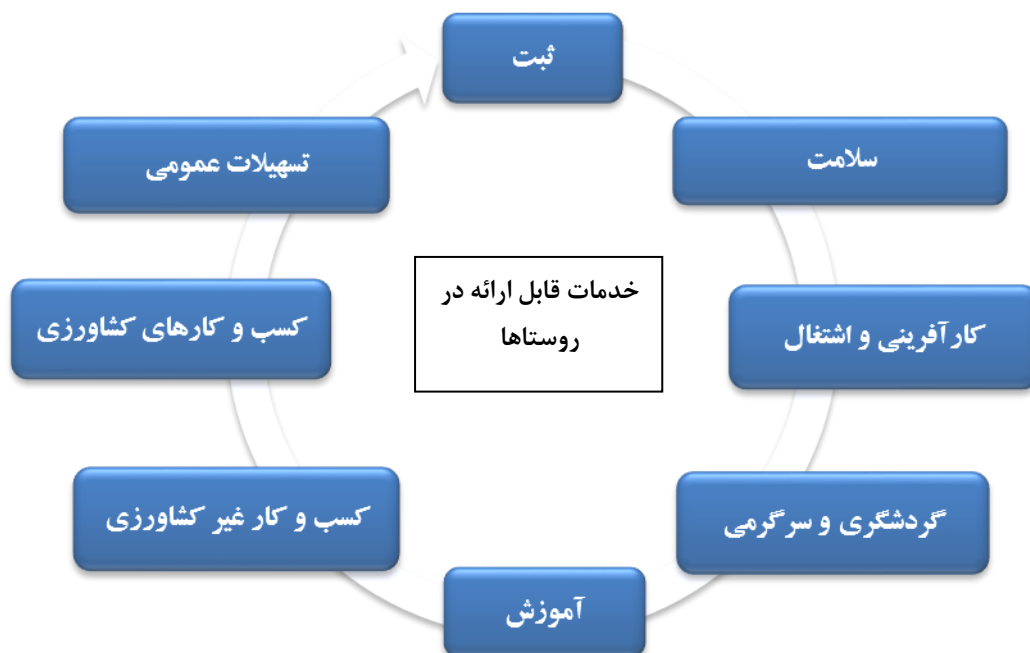 ثبت
سلامت
کارآفرینی و اشتغال
گردشگری و سرگرمی
آموزش
کسب و کار غیر کشاورزی
کسب و کارهای کشاورزی
تسهیلات عمومی
خدمات قابل ارائه در
روستاها